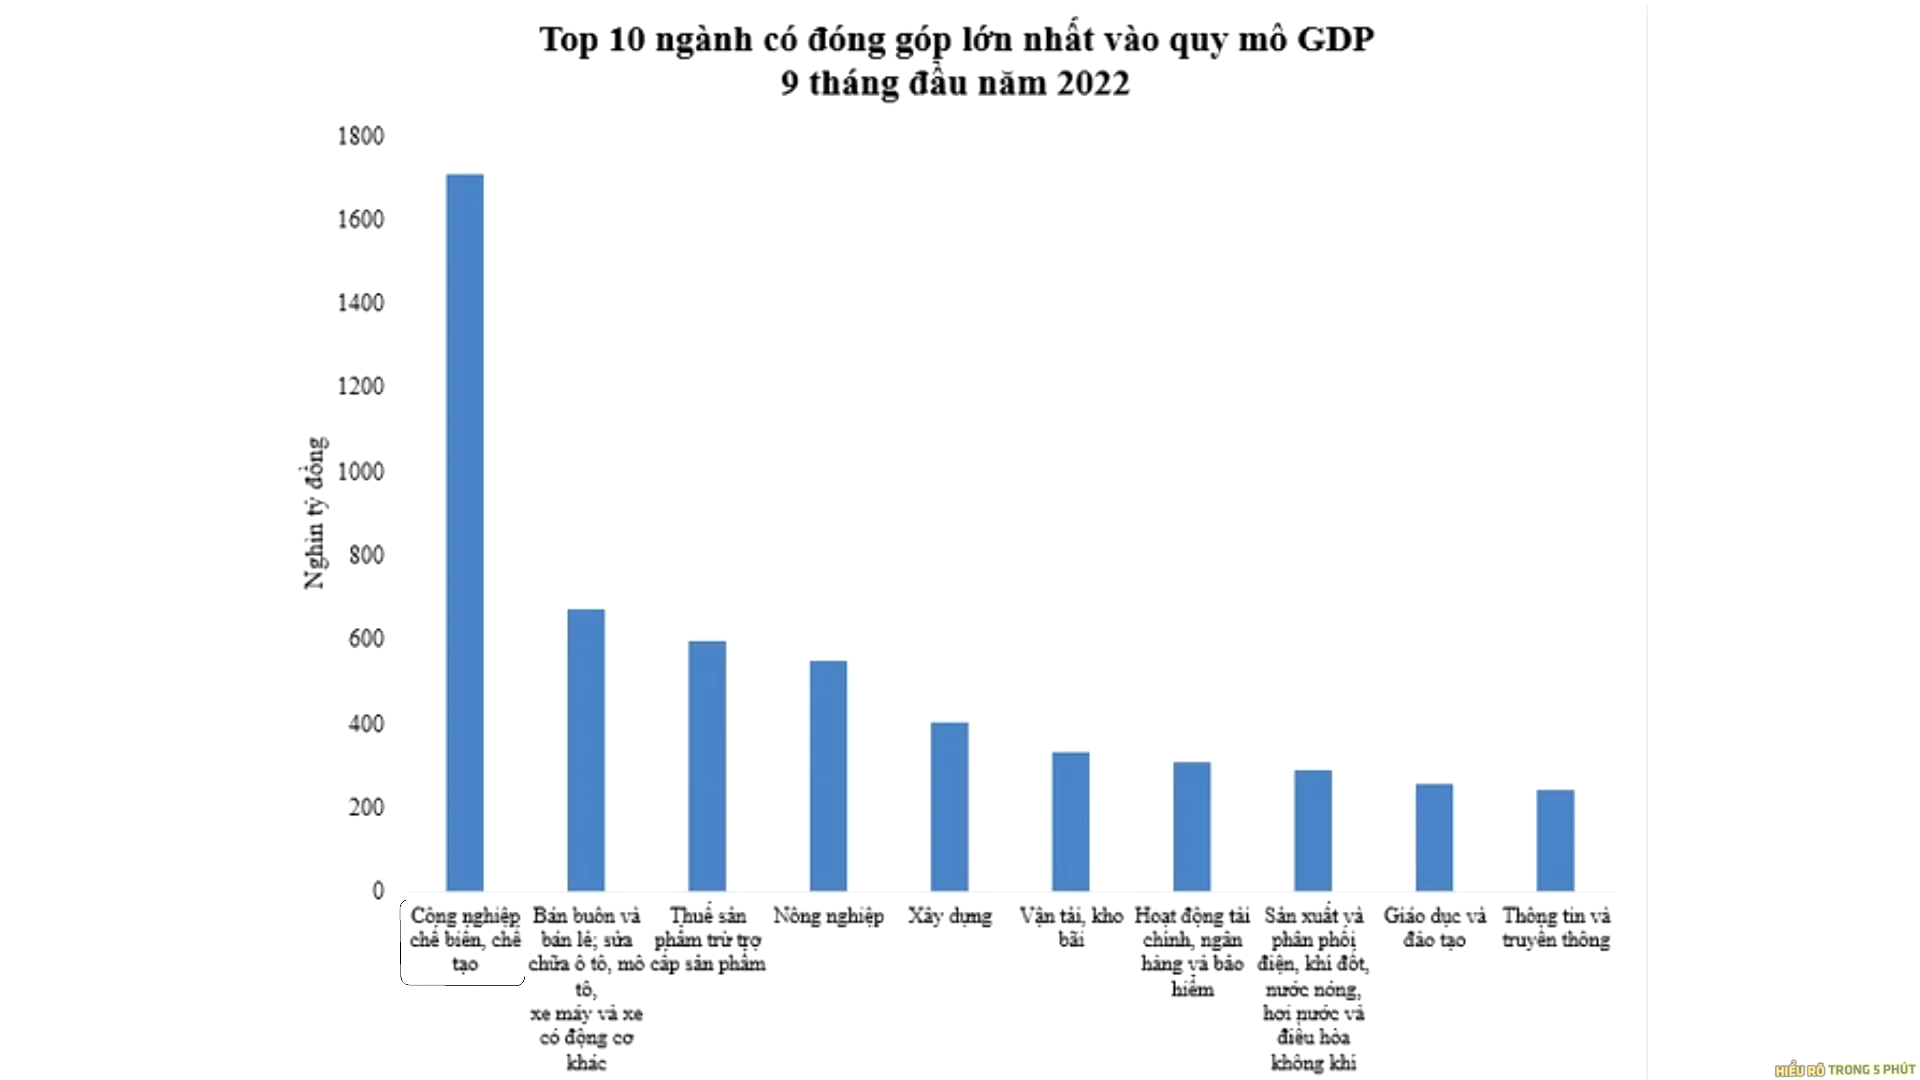 Top 10 ngành có đóng góp lớn nhất vào quy mô GDP
9 tháng đầu năm 2022
Nghìn tỷ đồng
1800
1600
1400
1200
1000
800
600
400
200
0
Công nghiệp
chế biến, chế
tạo
Bán buôn và
bán lẻ; sửa
chữa ô tô, mô
tô,
xe máy và xe
có động cơ
khác
Thuế sản
phẩm trừ trợ
cấp sản phẩm
Nông nghiệp
Xây dựng
Vận tải, kho
bãi
Hoạt động tài
chính, ngân
hàng và bảo
hiểm
Sản xuất và
phân phối
điện, khí đốt,
nước nóng,
hơi nước và
điều hòa
không khí
Giáo dục và
đào tạo
Thông tin và
truyền thông
HIỂU RÕ TRONG 5 PHÚT